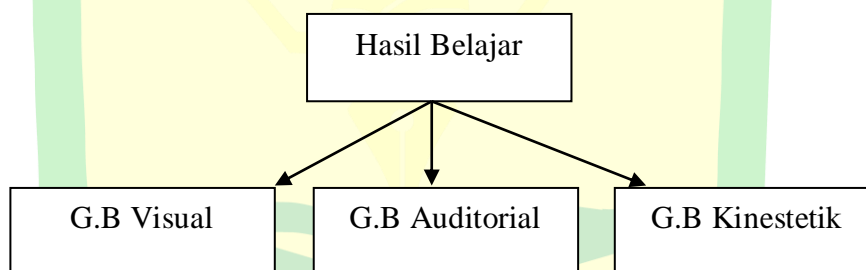 Hasil Belajar
G.B Visual
G.B Auditorial
G.B Kinestetik